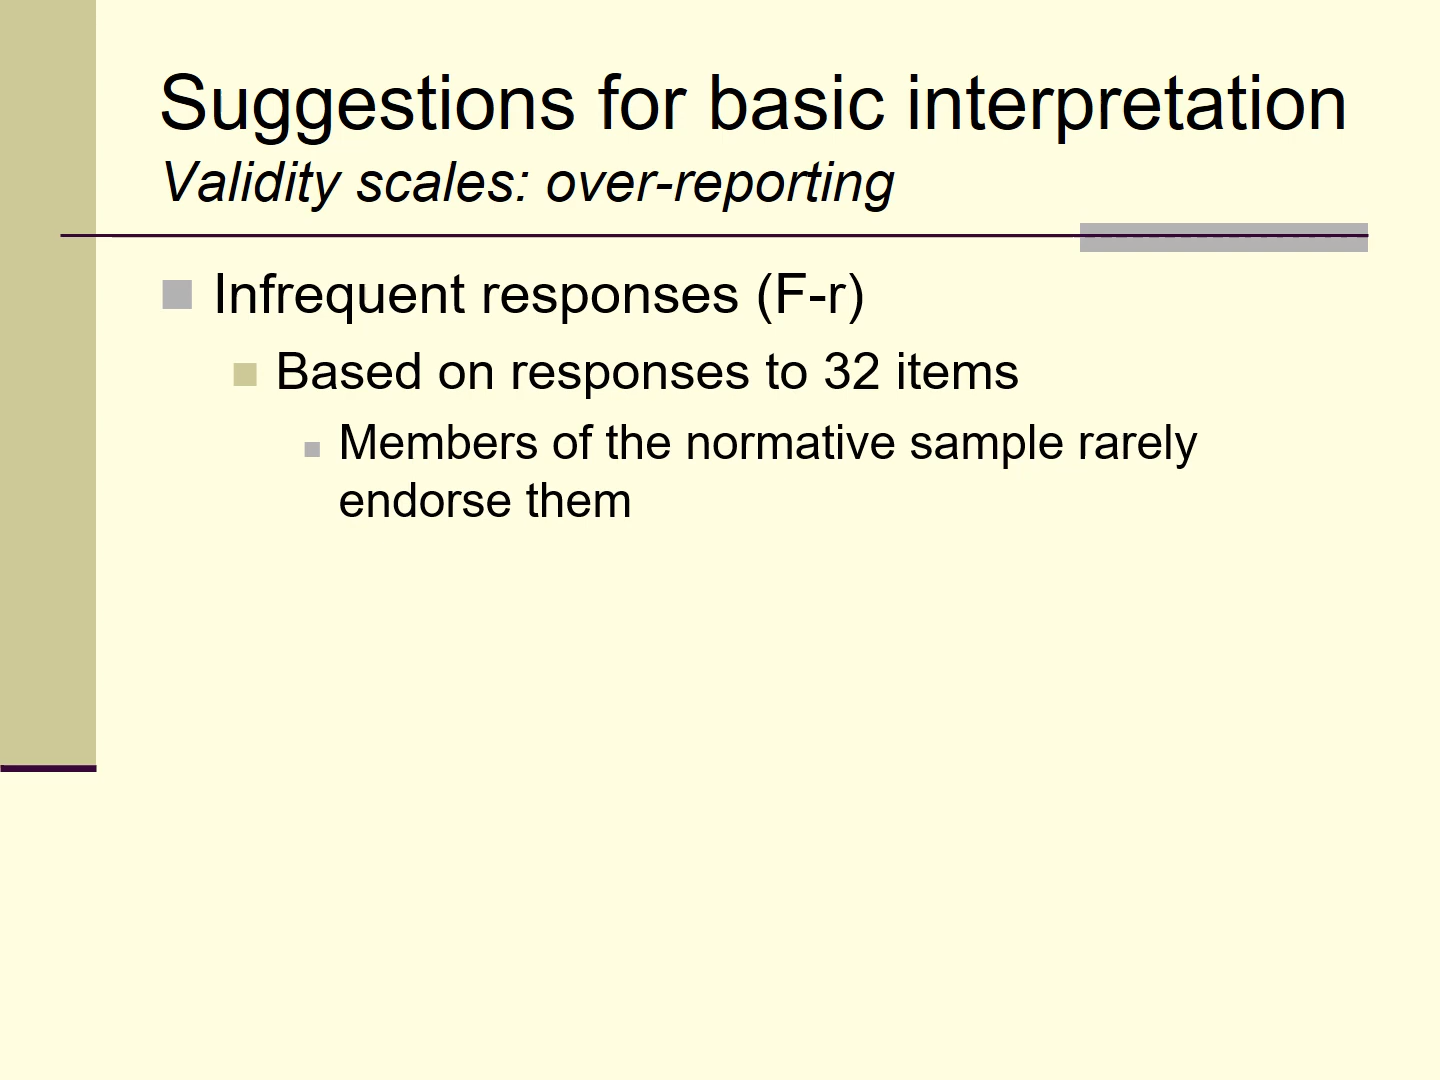 Suggestions for basic interpretation
Validity scales: over-reporting
Infrequent responses (F-r)
Based on responses to 32 items
Members of the normative sample rarely
endorse them